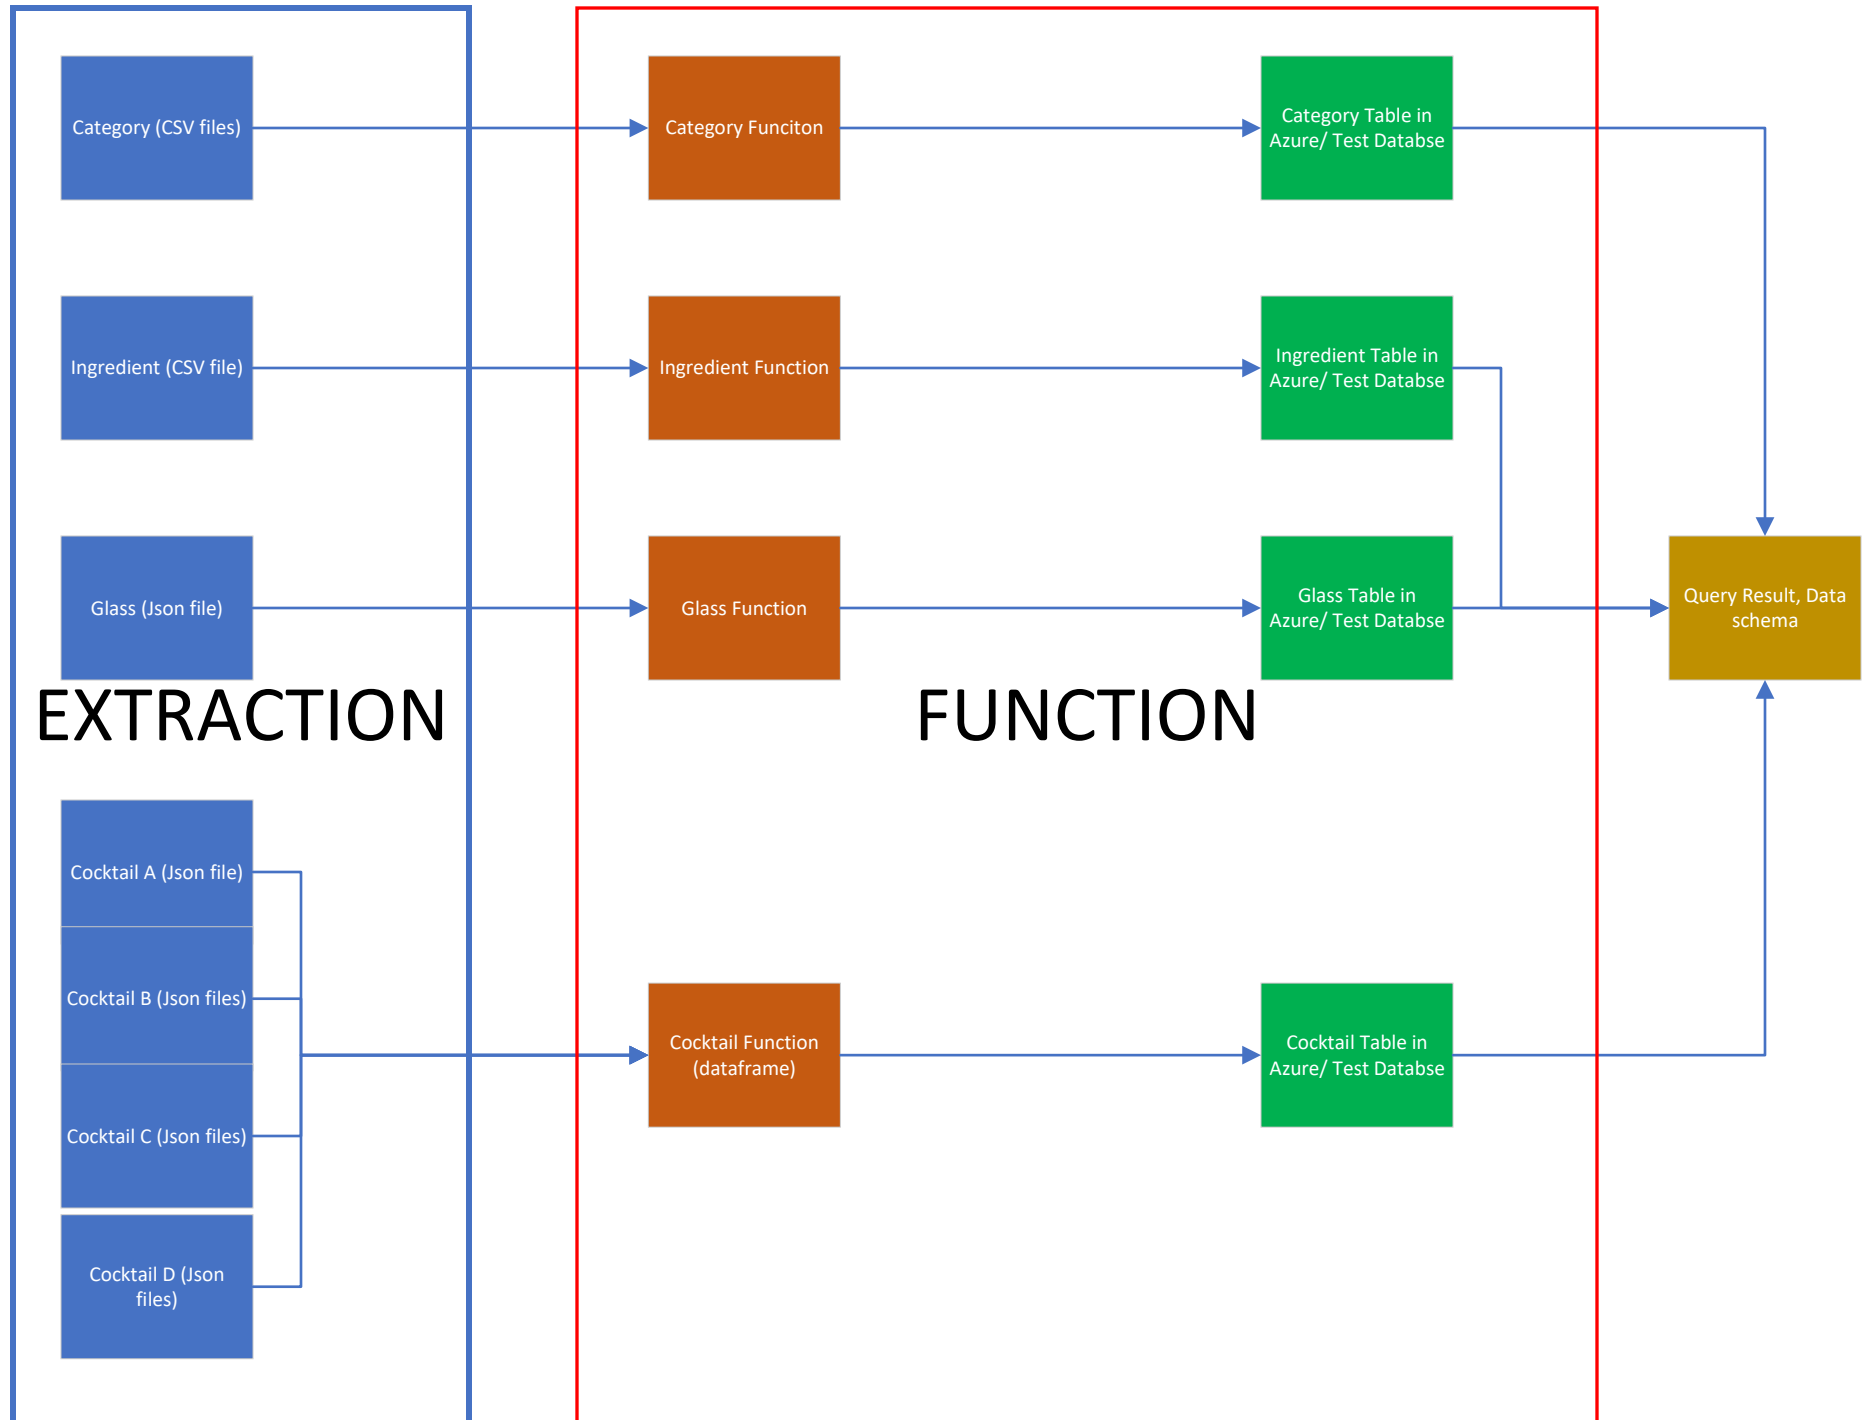 Category (CSV files)
Category Funciton
Category Table in
Azure/ Test Databse
Ingredient (CSV file)
Ingredient Function
Ingredient Table in
Azure/ Test Databse
Glass (Json file)
Glass Function
Glass Table in
Azure/ Test Databse
Query Result, Data
schema
EXTRACTION
FUNCTION
Cocktail A (Json file)
Cocktail B (Json files)
Cocktail C (Json files)
Cocktail D (Json
files)
Cocktail Function
(dataframe)
Cocktail Table in
Azure/ Test Databse